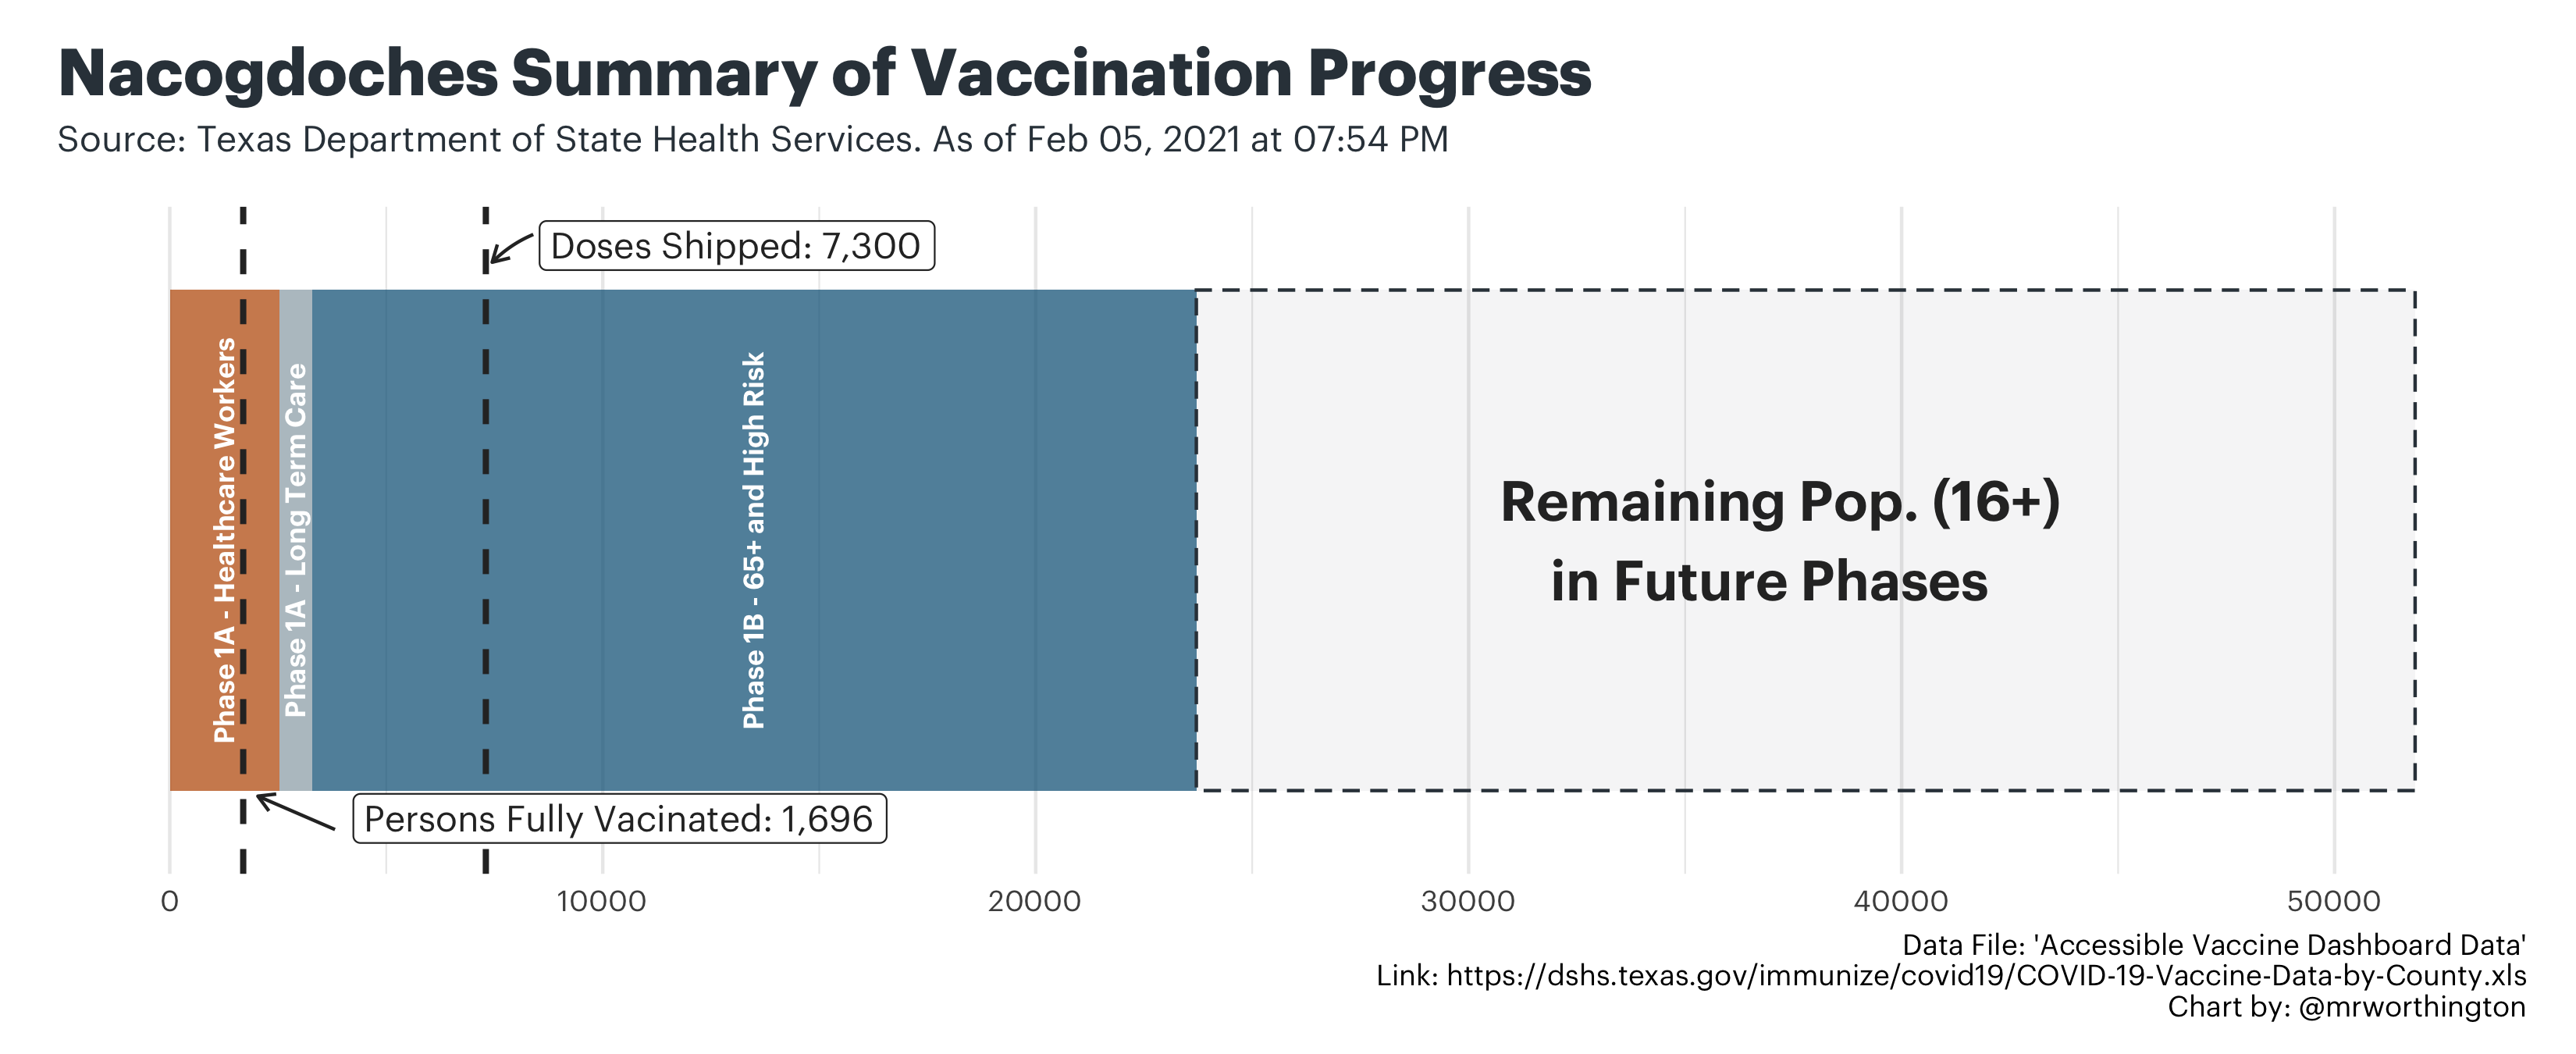 Nacogdoches Summary of Vaccination Progress
Source: Texas Department of State Health Services. As of Feb 05, 2021 at 07:54 PM
Doses Shipped: 7,300
Phase 1A - Healthcare Workers
Phase 1A - Long Term Care
Phase 1B - 65+ and High Risk
Remaining Pop. (16+)
in Future Phases
Persons Fully Vacinated: 1,696
0 10000 20000 30000 40000 50000
Data File: 'Accessible Vaccine Dashboard Data'
Link: https://dshs.texas.gov/immunize/covid19/COVID-19-Vaccine-Data-by-County.xls
Chart by: @mrworthington